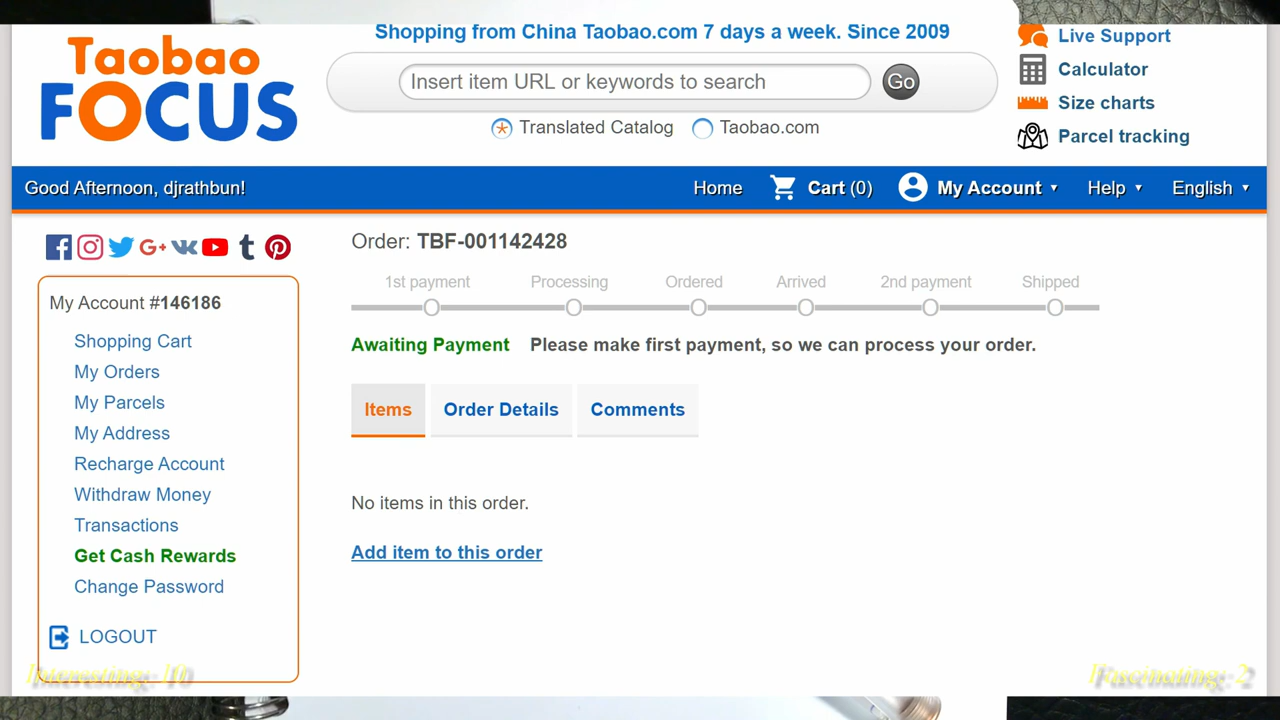 Shopping from China Taobao.com 7 days a week. Since 2009
Taobao
FOCUS
Insert item URL or keywords to search
Go
Translated Catalog
Taobao.com
Live Support
Calculator
Size charts
Parcel tracking
Good Afternoon, djrathbun!
Home
Cart (0)
My Account
Help
English
My Account #146186
Shopping Cart
My Orders
My Parcels
My Address
Recharge Account
Withdraw Money
Transactions
Get Cash Rewards
Change Password
LOGOUT
Order: TBF-001142428
1st payment
Processing
Ordered
Arrived
2nd payment
Shipped
Awaiting Payment Please make first payment, so we can process your order.
Items
Order Details
Comments
No items in this order.
Add item to this order
Interesting: 10
Fascinating: 2